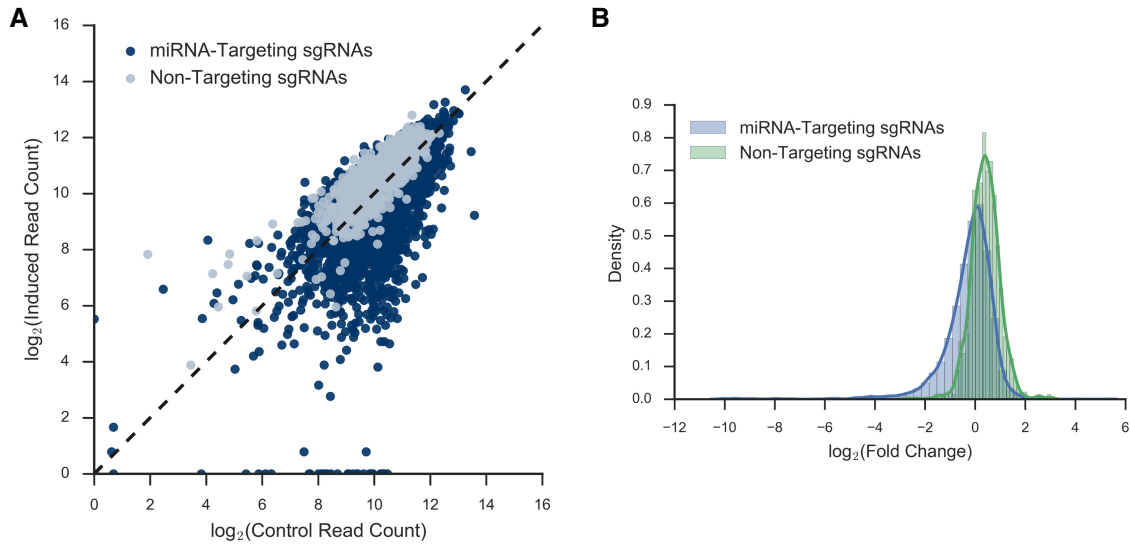 A
16
14
12
10
8
6
4
2
0
log2(Induced Read Count)
miRNA-Targeting sgRNAs
Non-Targeting sgRNAs
0 2 4 6 8 10 12 14 16
log2(Control Read Count)
B
0.9
0.8
0.7
0.6
0.5
0.4
0.3
0.2
0.1
0.0
Density
miRNA-Targeting sgRNAs
Non-Targeting sgRNAs
−12 −10 −8 −6 −4 −2 0 2 4 6
log2(Fold Change)